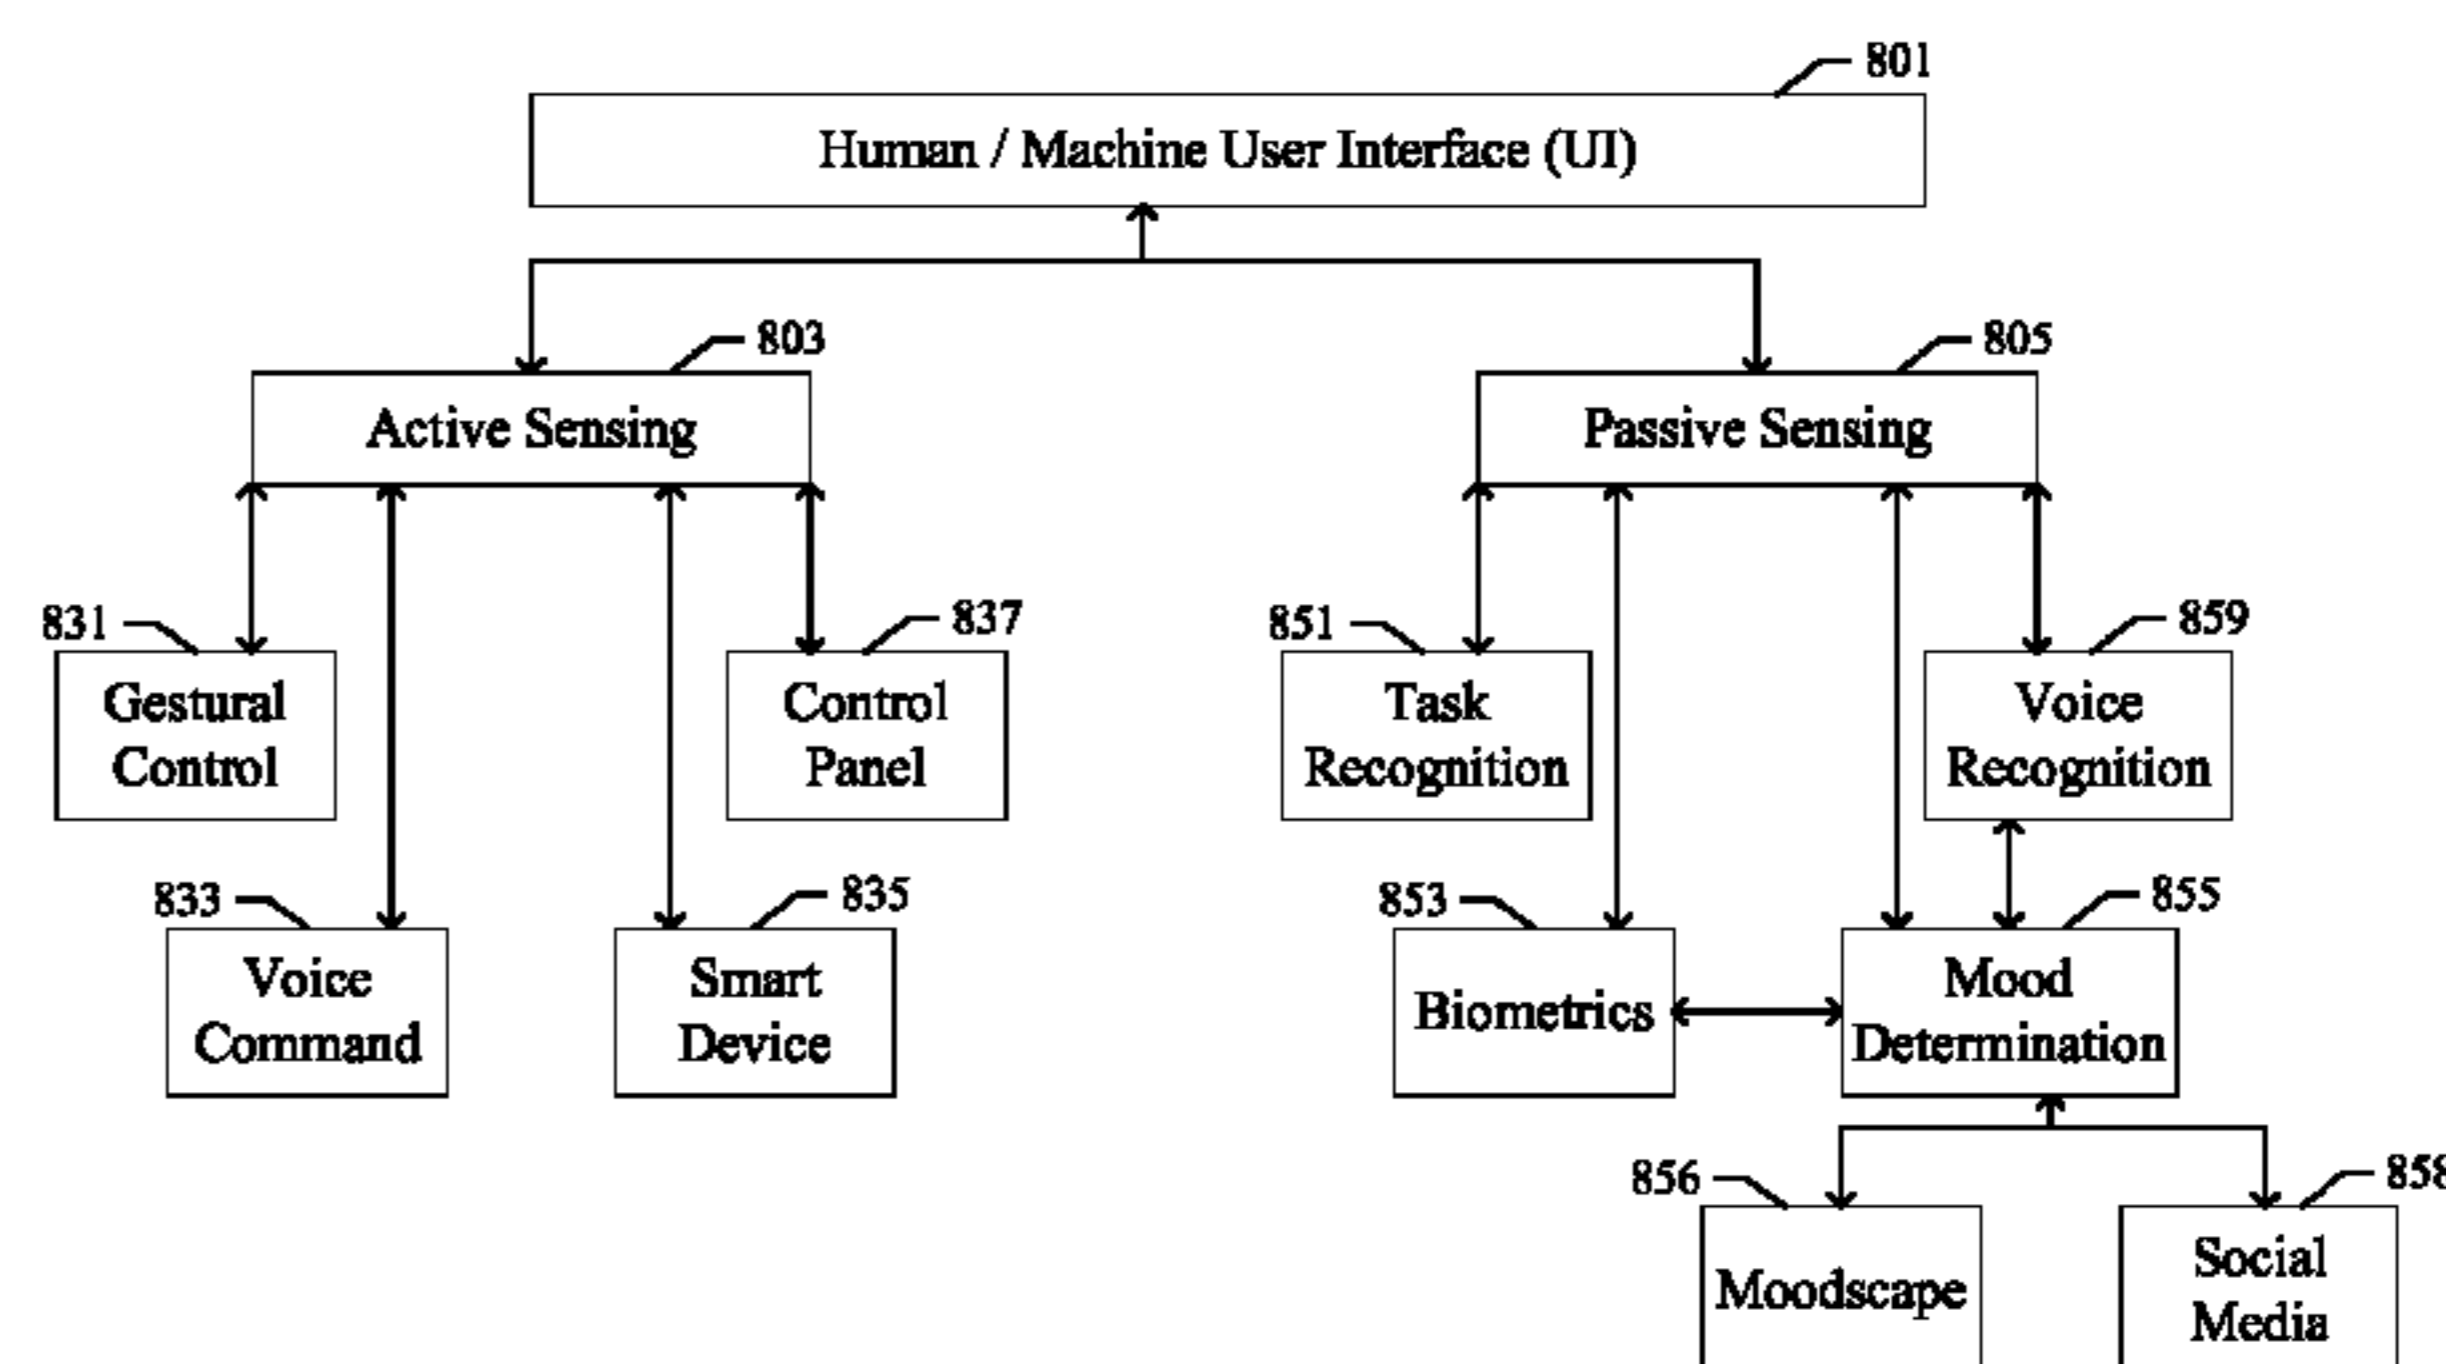 801
Human / Machine User Interface (UI)
803
805
Active Sensing
Passive Sensing
831
837
851
859
Gestural
Control
Control
Panel
Task
Recognition
Voice
Recognition
833
835
853
855
Voice
Command
Smart
Device
Biometrics
Mood
Determination
856
858
Moodscape
Social
Media